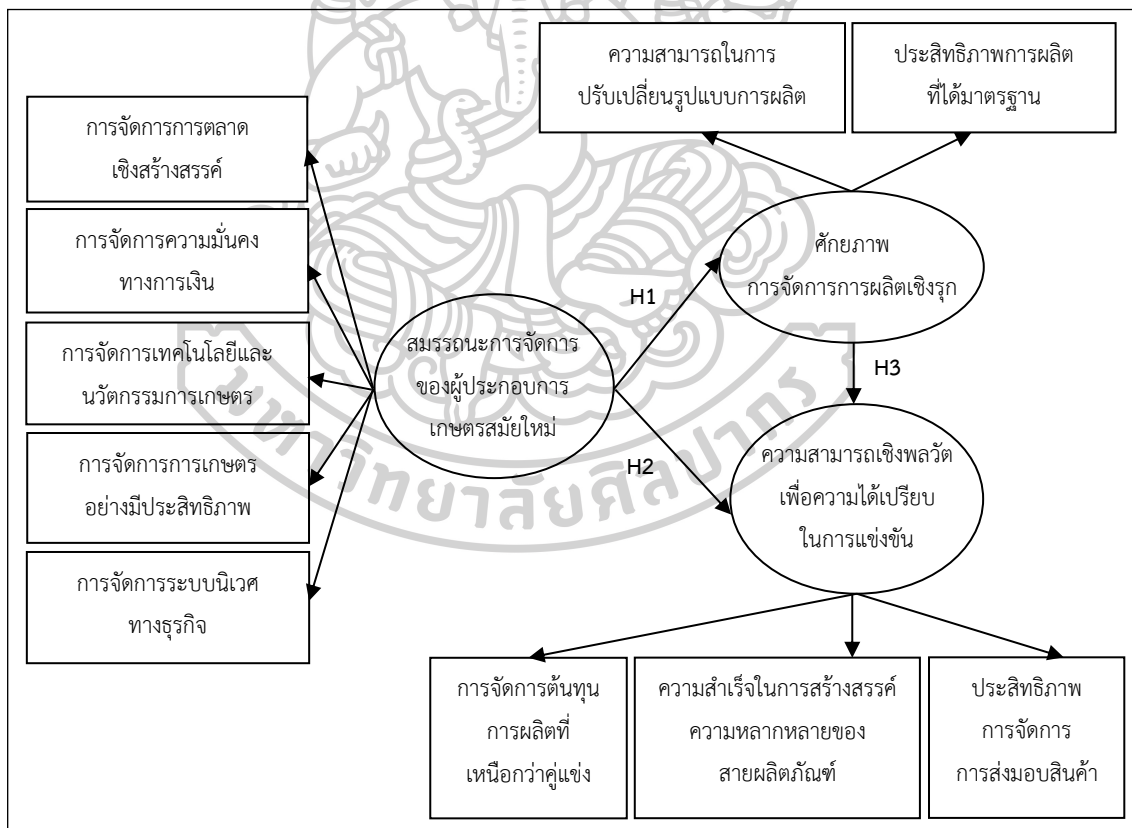 ความสามารถในการ
ปรับเปลี่ยนรูปแบบการผลิต
ประสิทธิภาพการผลิต
ที่ได้มาตรฐาน
การจัดการการตลาด
เชิงสร้างสรรค์
การจัดการความมั่นคง
ทางการเงิน
การจัดการเทคโนโลยีและ
นวัตกรรมการเกษตร
การจัดการการเกษตร
อย่างมีประสิทธิภาพ
การจัดการระบบนิเวศ
ทางธุรกิจ
สมรรถนะการจัดการ
ของผู้ประกอบการ
เกษตรสมัยใหม่
H1
H2
ศักยภาพ
การจัดการการผลิตเชิงรุก
H3
ความสามารถเชิงพลวัต
เพื่อความได้เปรียบ
ในการแข่งขัน
การจัดการต้นทุน
การผลิตที่
เหนือกว่าคู่แข่ง
ความสำเร็จในการสร้างสรรค์
ความหลากหลายของ
สายผลิตภัณฑ์
ประสิทธิภาพ
การจัดการ
การส่งมอบสินค้า
มหาวิทยาลัยศิลปากร